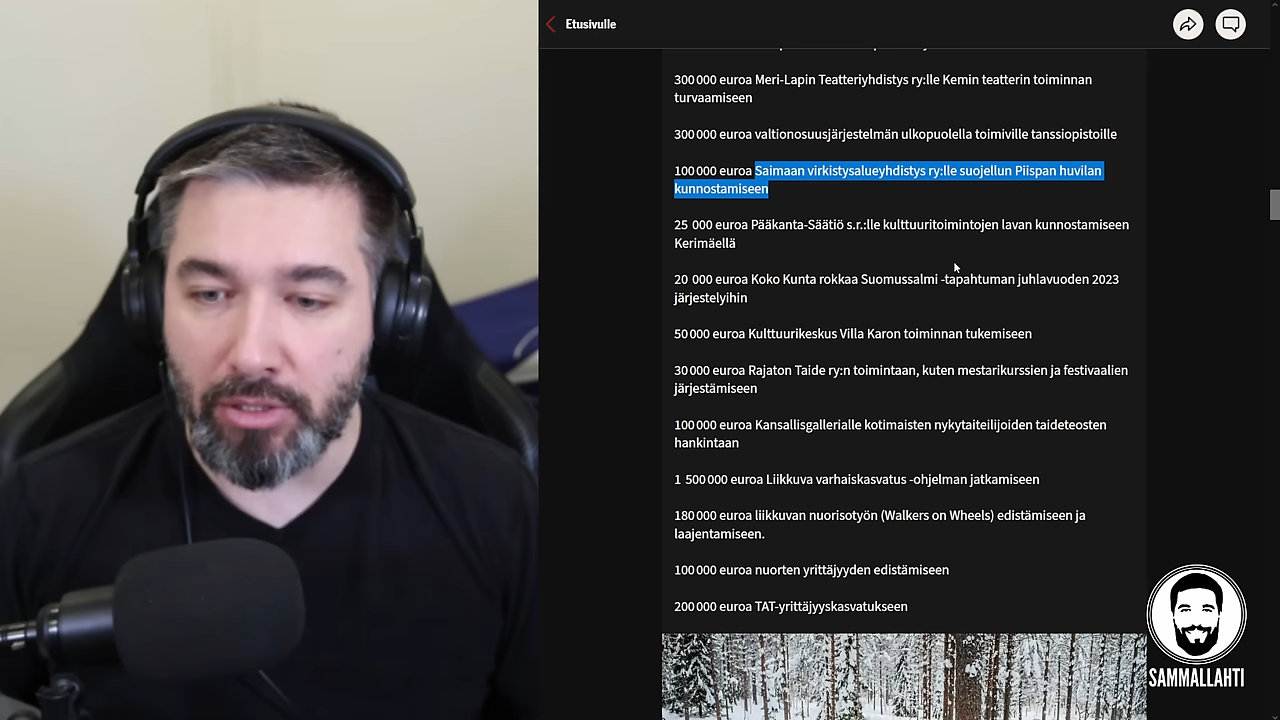 Etusivulle
300 000 euroa Meri-Lapin Teatteriyhdistys ry:lle Kemin teatterin toiminnan
turvaamiseen
300 000 euroa valtionosuusjärjestelmän ulkopuolella toimiville tanssiopistoille
100 000 euroa Saimaan virkistysalueyhdistys ry:lle suojellun Piispan huvilan
kunnostamiseen
25 000 euroa Pääkanta-Säätiö s.r.:lle kulttuuritoimintojen lavan kunnostamiseen
Kerimäellä
20 000 euroa Koko Kunta rokkaa Suomussalmi -tapahtuman juhlavuoden 2023
järjestelyihin
50 000 euroa Kulttuurikeskus Villa Karon toiminnan tukemiseen
30 000 euroa Rajaton Taide ry:n toimintaan, kuten mestarikurssien ja festivaalien
järjestämiseen
100 000 euroa Kansallisgallerialle kotimaisten nykytaiteilijoiden taideteosten
hankintaan
1 500 000 euroa Liikkuva varhaiskasvatus -ohjelman jatkamiseen
180 000 euroa liikkuvan nuorisotyön (Walkers on Wheels) edistämiseen ja
laajentamiseen.
100 000 euroa nuorten yrittäjyyden edistämiseen
200 000 euroa TAT-yrittäjyyskasvatukseen
SAMMALLAHTI